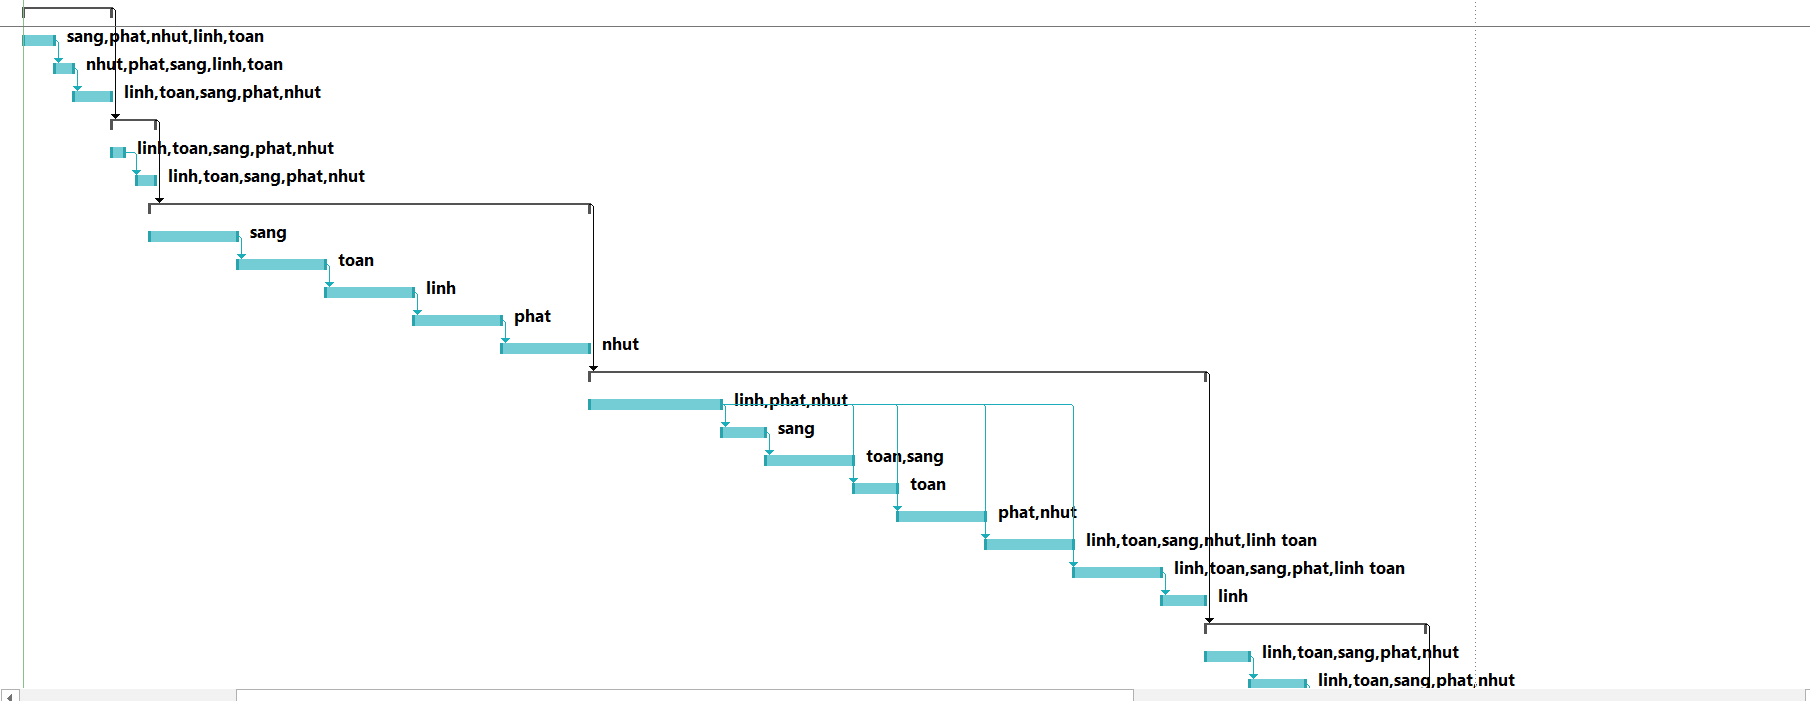 sang,phat,nhut,linh,toan
nhut,phat,sang,linh,toan
linh,toan,sang,phat,nhut
linh,toan,sang,phat,nhut
linh,toan,sang,phat,nhut
sang
toan
linh
phat
nhut
linh,phat,nhut
sang
toan,sang
toan
phat,nhut
linh,toan,sang,nhut,linh toan
linh,toan,sang,phat,linh toan
linh
linh,toan,sang,phat,nhut
linh,toan,sang,phat,nhut